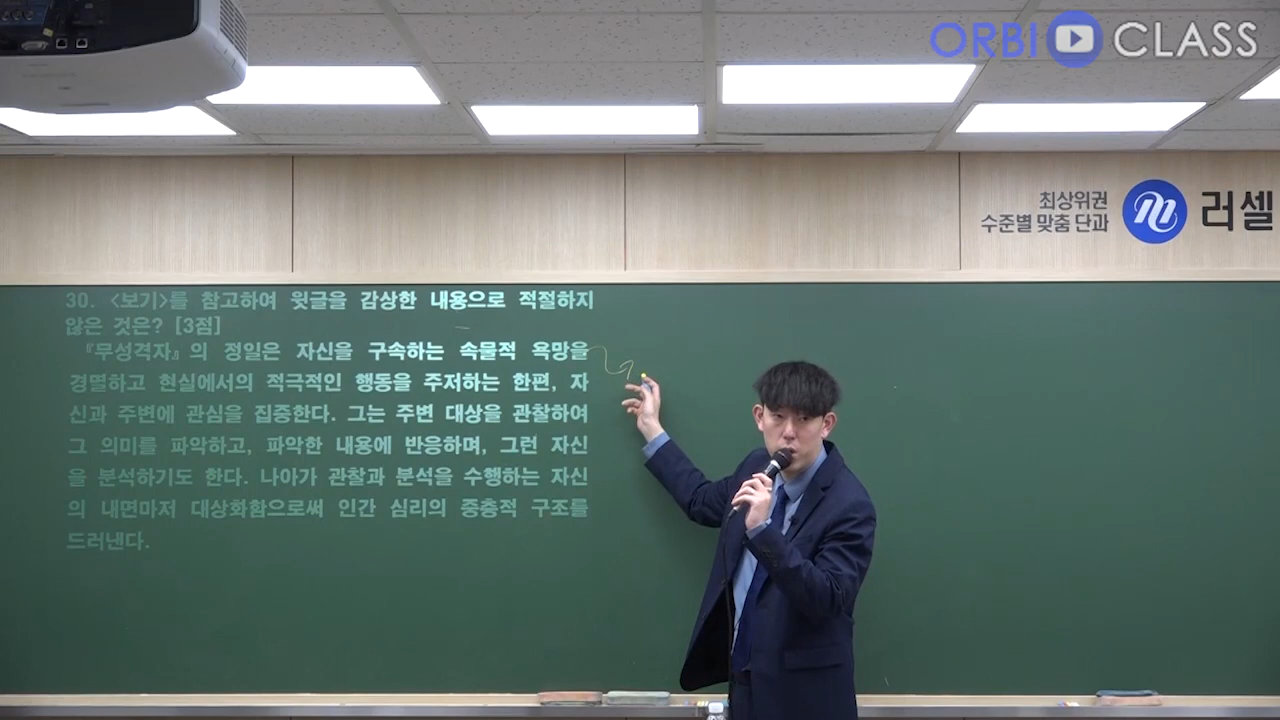 ORBI CLASS
최상위권
수준별 맞춤 단과
러셀
30. <보기>를 참고하여 윗글을 감상한 내용으로 적절하지
않은 것은? [3점]
『무성격자』의 정일은 자신을 구속하는 속물적 욕망을
경멸하고 현실에서의 적극적인 행동을 주저하는 한편, 자
신과 주변에 관심을 집중한다. 그는 주변 대상을 관찰하여
그 의미를 파악하고, 파악한 내용에 반응하며, 그런 자신
을 분석하기도 한다. 나아가 관찰과 분석을 수행하는 자신
의 내면마저 대상화함으로써 인간 심리의 중층적 구조를
드러낸다.